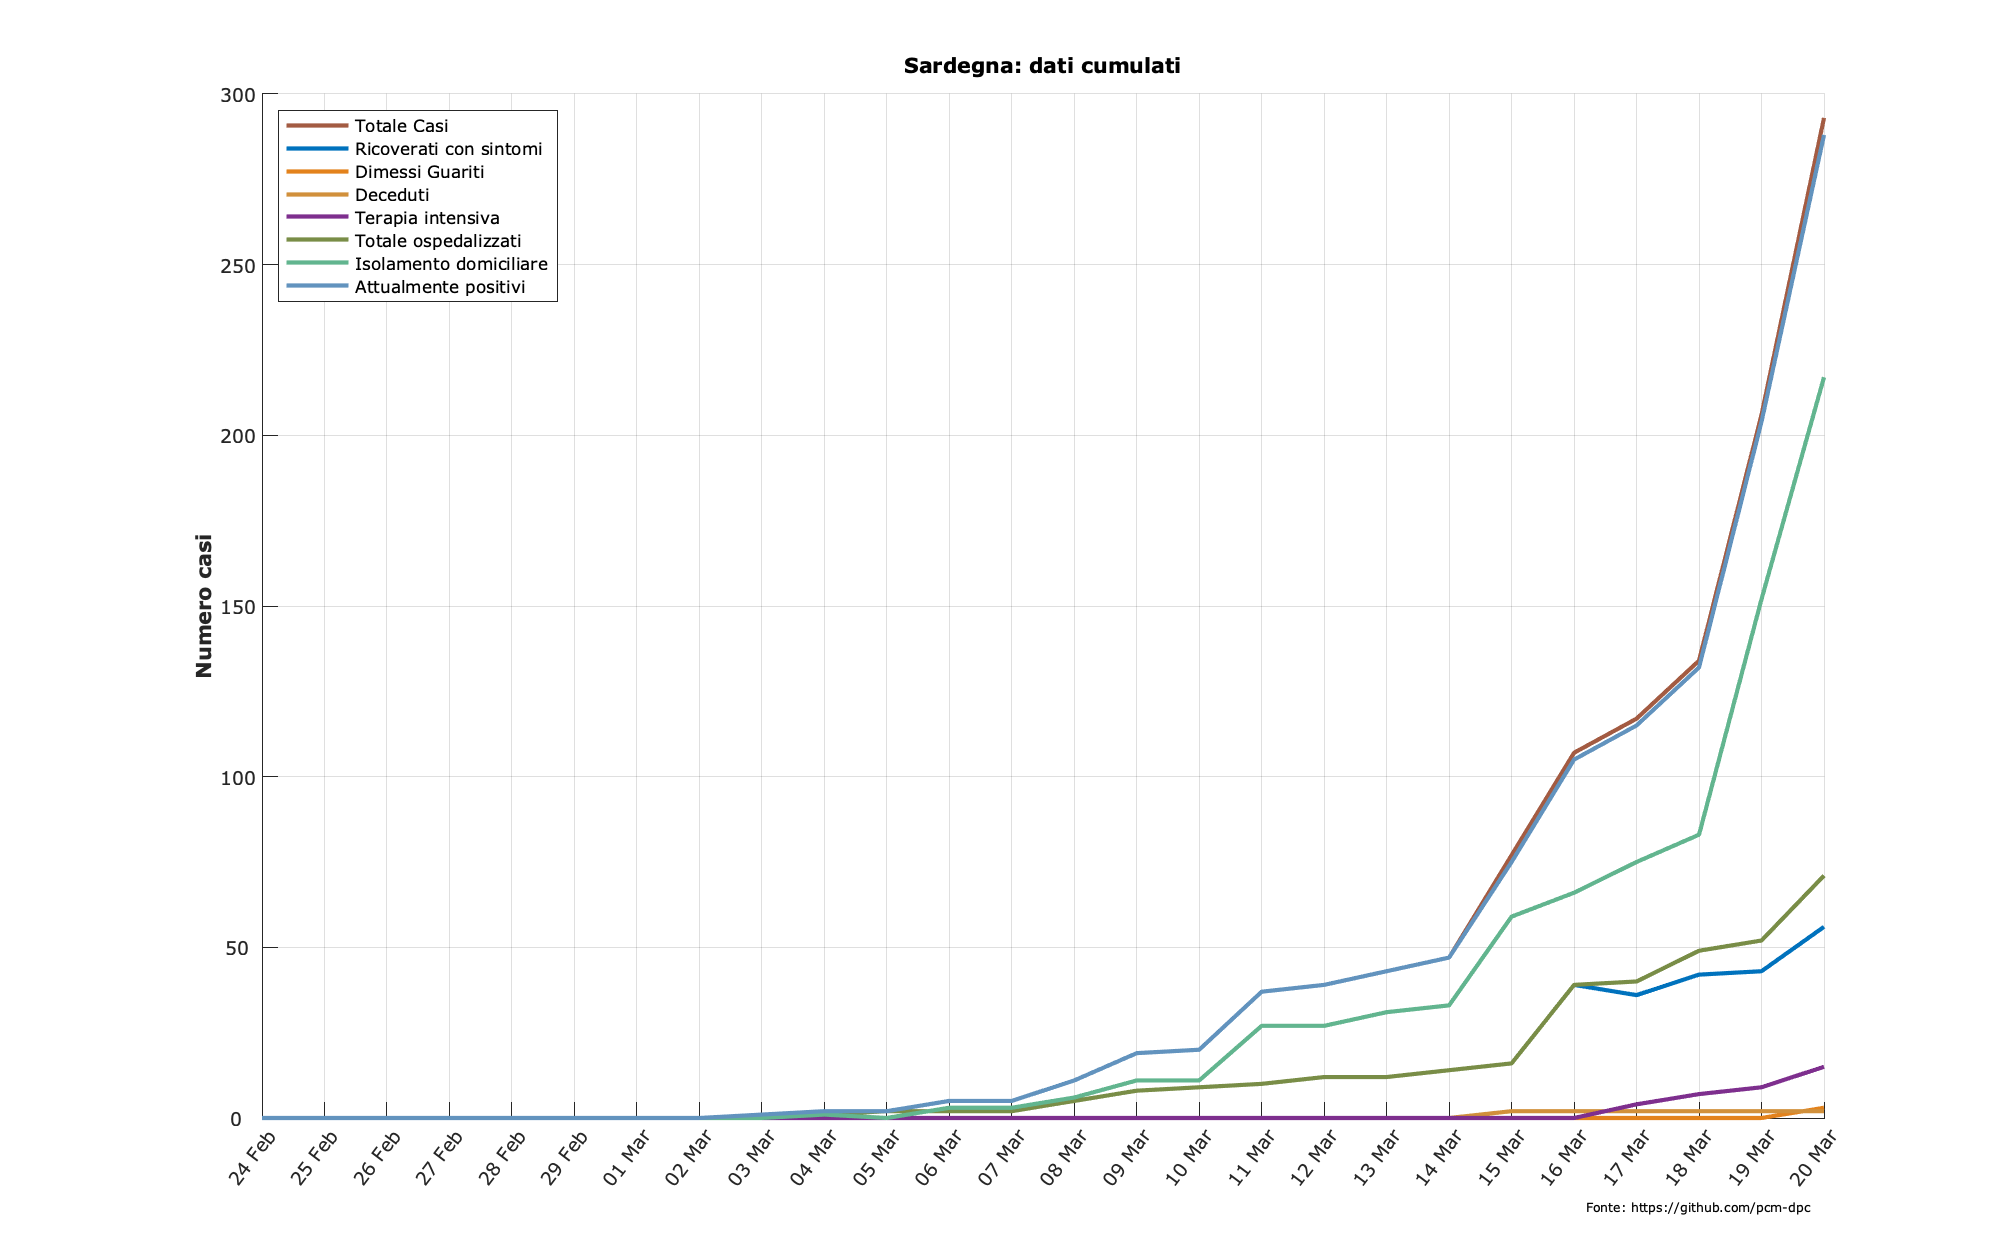 Sardegna: dati cumulati
300
250
200
150
100
50
0
Numero casi
Totale Casi
Ricoverati con sintomi
Dimessi Guariti
Deceduti
Terapia intensiva
Totale ospedalizzati
Isolamento domiciliare
Attualmente positivi
24 Feb
25 Feb
26 Feb
27 Feb
28 Feb
29 Feb
01 Mar
02 Mar
03 Mar
04 Mar
05 Mar
06 Mar
07 Mar
08 Mar
09 Mar
10 Mar
11 Mar
12 Mar
13 Mar
14 Mar
15 Mar
16 Mar
17 Mar
18 Mar
19 Mar
20 Mar
Fonte: https://github.com/pcm-dpc